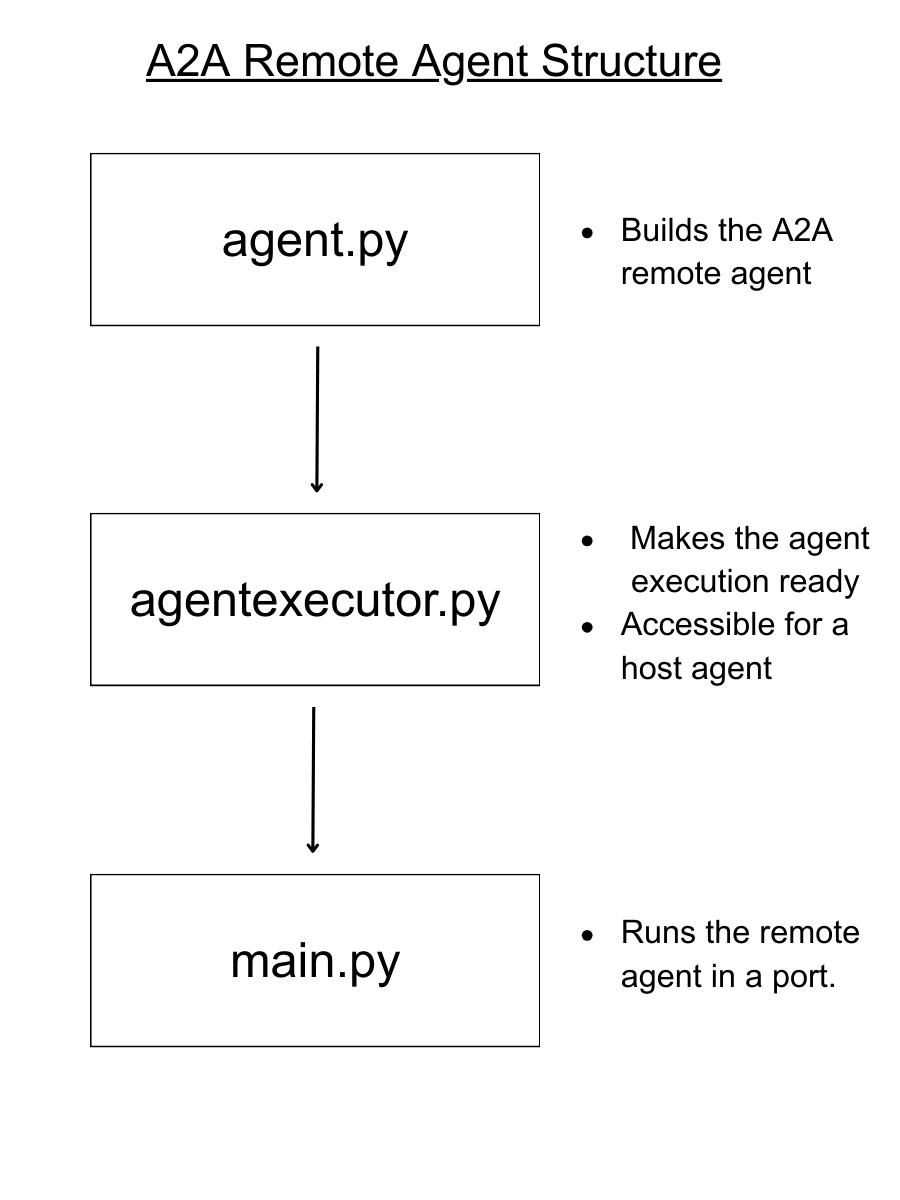 A2A Remote Agent Structure
agent.py
• Builds the A2A
remote agent
agentexecutor.py
• Makes the agent
execution ready
• Accessible for a
host agent
main.py
• Runs the remote
agent in a port.